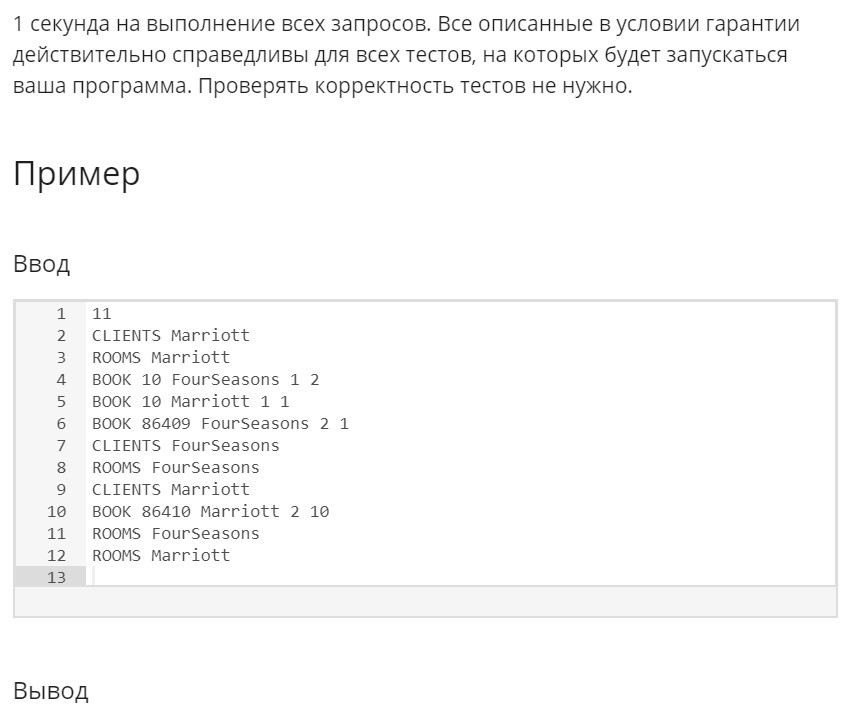 1 секунда на выполнение всех запросов. Все описанные в условии гарантии
действительно справедливы для всех тестов, на которых будет запускаться
ваша программа. Проверять корректность тестов не нужно.
Пример
Ввод
1 11
2 CLIENTS Marriott
3 ROOMS Marriott
4 BOOK 10 FourSeasons 1 2
5 BOOK 10 Marriott 1 1
6 BOOK 86409 FourSeasons 2 1
7 CLIENTS FourSeasons
8 ROOMS FourSeasons
9 CLIENTS Marriott
10 BOOK 86410 Marriott 2 10
11 ROOMS FourSeasons
12 ROOMS Marriott
13
Вывод